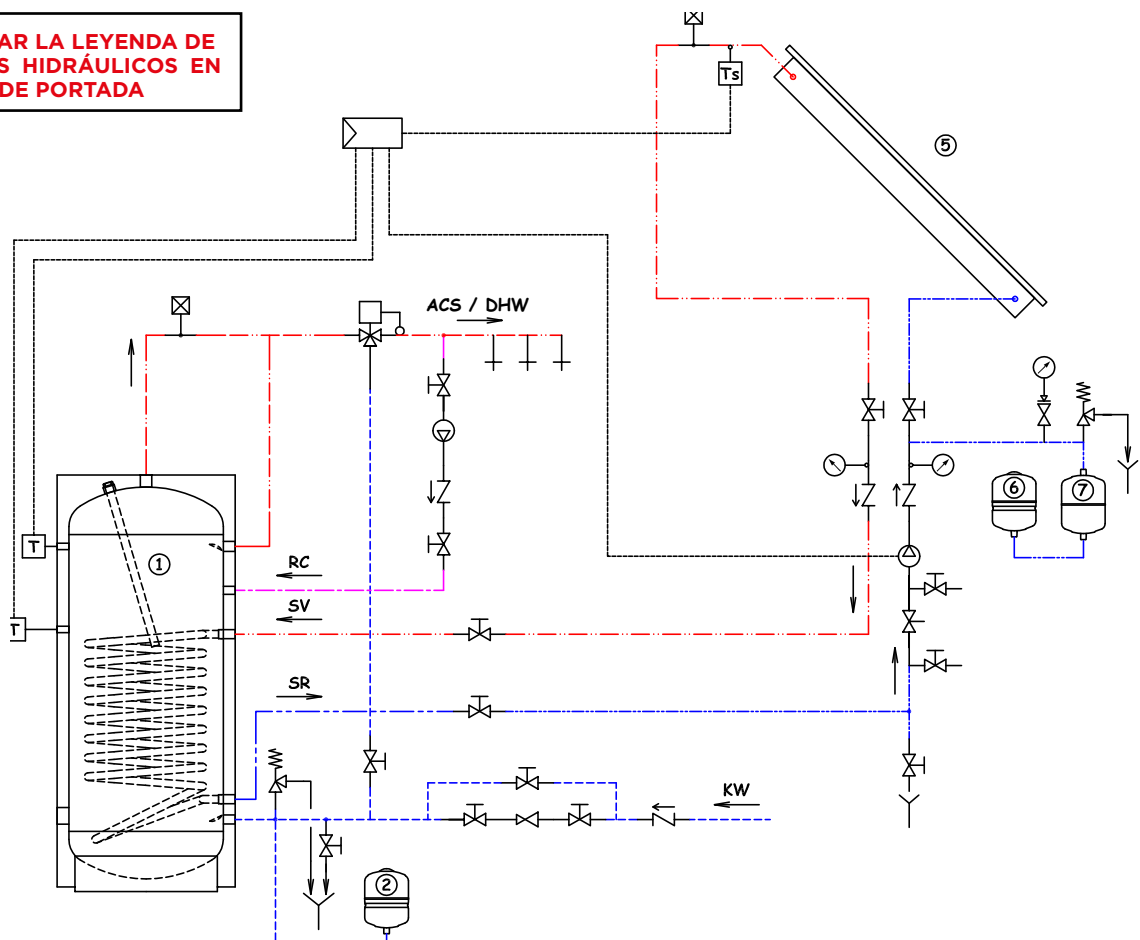 AR LA LEYENDA DE
S HIDRÁULICOS EN
DE PORTADA
Ts
5
ACS / DHW
6
7
T
1
RC
SV
T
SR
KW
2